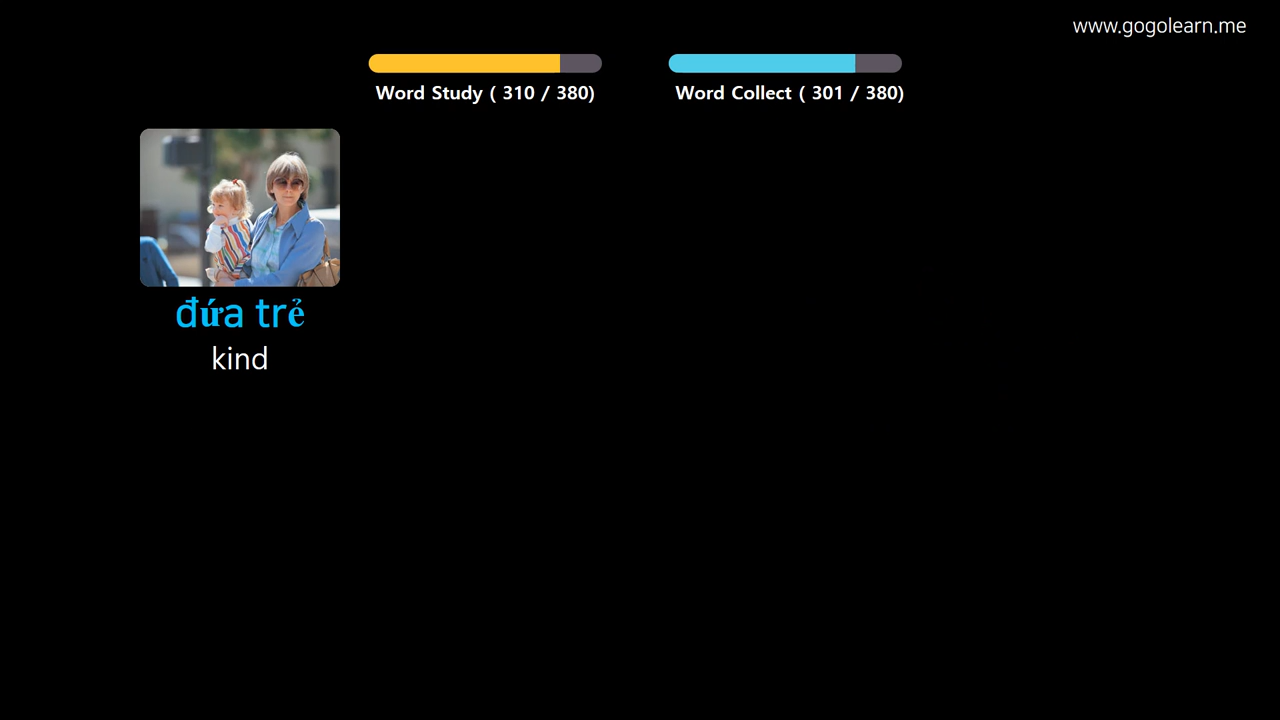 www.gogolearn.me
Word Study ( 310 / 380)
Word Collect ( 301 / 380)
đứa trẻ
kind